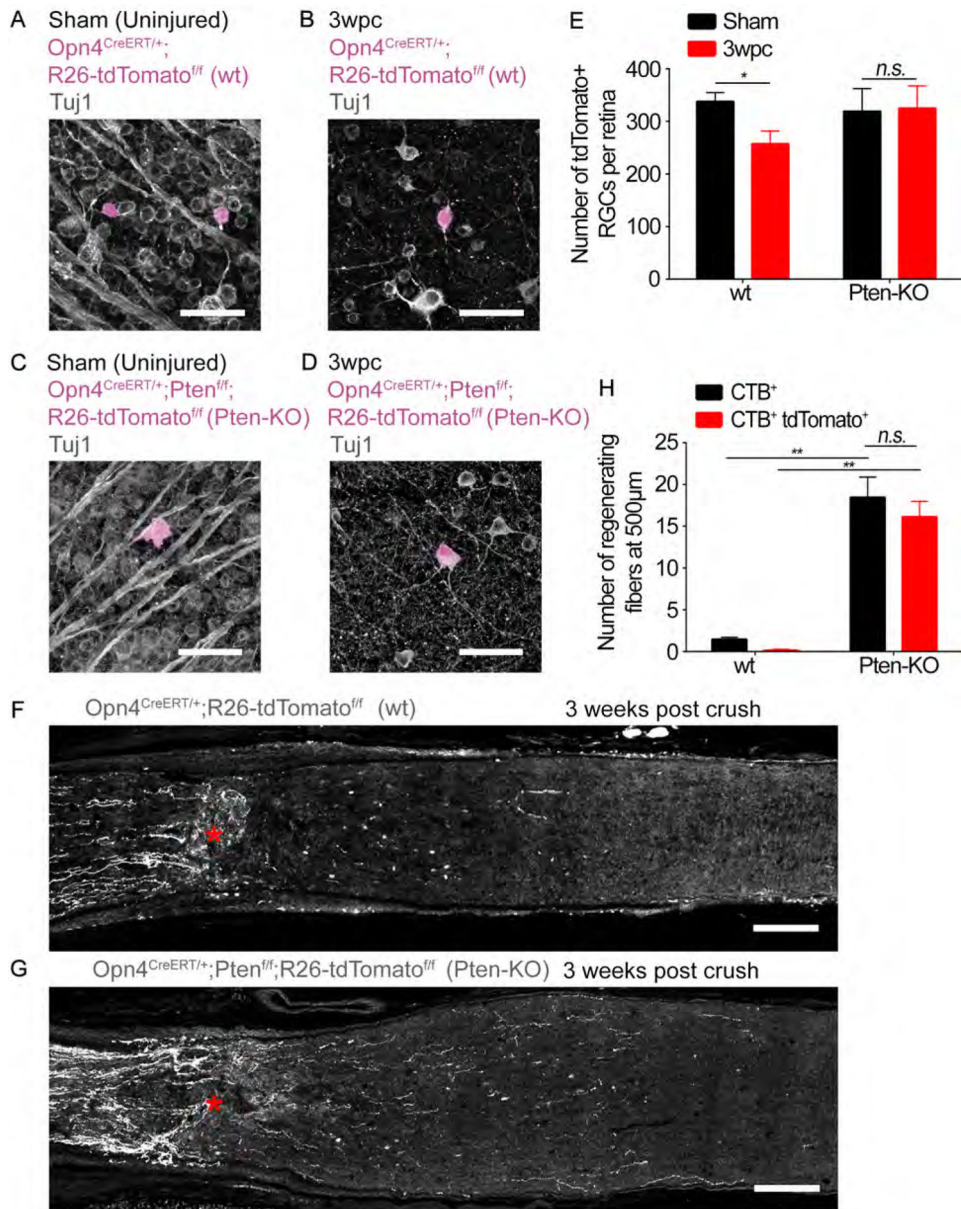 A Sham (Uninjured)
Opn4CreERT/+;
R26-tdTomatof/f (wt)
Tuj1
B 3wpc
Opn4CreERT/+;
R26-tdTomatof/f (wt)
Tuj1
E
Sham
3wpc
Number of tdTomato+
RGCs per retina
400
300
200
100
0
*
n.s.
wt
Pten-KO
C Sham (Uninjured)
Opn4CreERT/+;Ptenf/f;
R26-tdTomatof/f (Pten-KO)
Tuj1
D 3wpc
Opn4CreERT/+;Ptenf/f;
R26-tdTomatof/f (Pten-KO)
Tuj1
H
CTB+
CTB+ tdTomato+
Number of regenerating
fibers at 500µm
25
20
15
10
5
0
**
**
n.s.
wt
Pten-KO
F Opn4CreERT/+;R26-tdTomatof/f (wt) 3 weeks post crush
*
G Opn4CreERT/+;Ptenf/f;R26-tdTomatof/f (Pten-KO) 3 weeks post crush
*